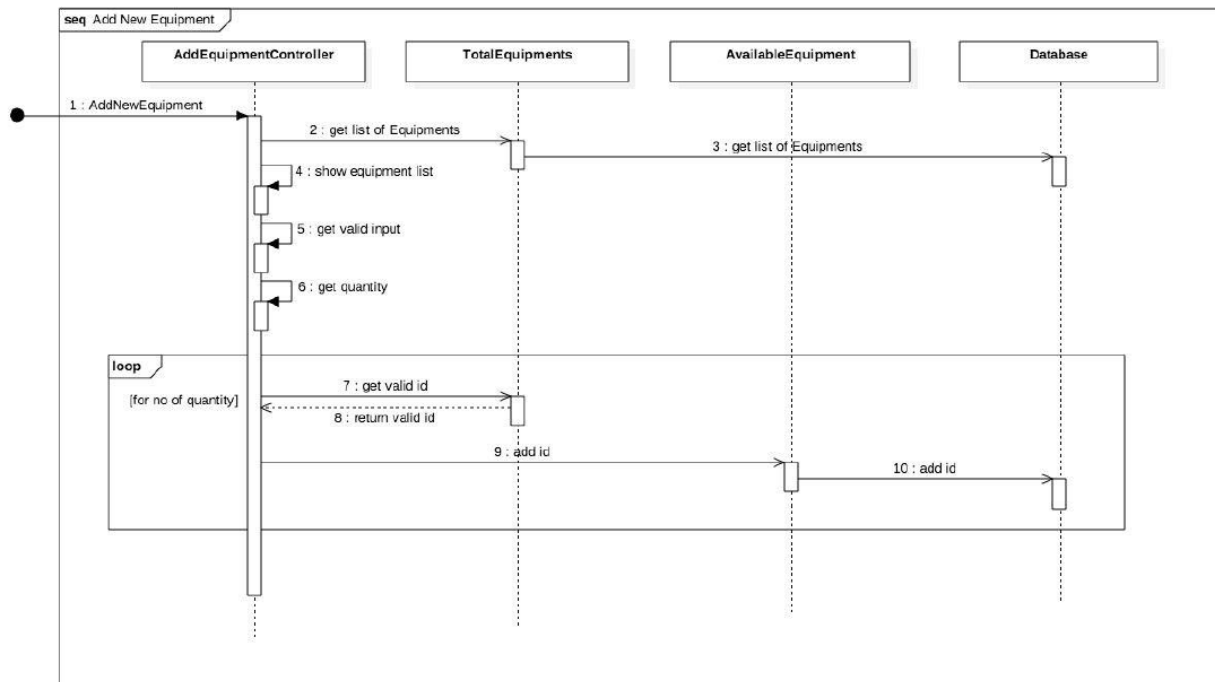 seq Add New Equipment
AddEquipmentController
TotalEquipments
AvailableEquipment
Database
1 : AddNewEquipment
2 : get list of Equipments
3 : get list of Equipments
4 : show equipment list
5 : get valid input
6 : get quantity
loop
[for no of quantity]
7 : get valid id
8 : return valid id
9 : add id
10 : add id